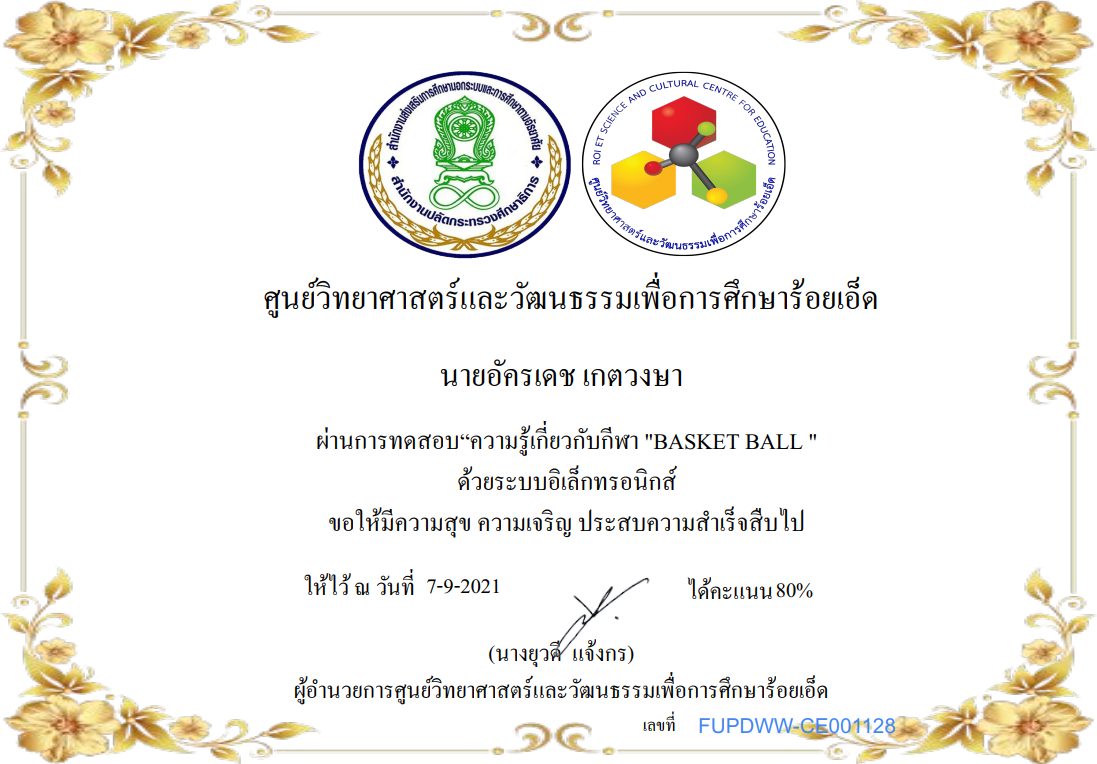 สำนักงานส่งเสริมการศึกษานอกระบบและการศึกษาตามอัธยาศัย
สำนักงานปลัดกระทรวงศึกษาธิการ
ROI ET SCIENCE AND CULTURAL CENTRE FOR EDUCATION
ศูนย์วิทยาศาสตร์และวัฒนธรรมเพื่อการศึกษาร้อยเอ็ด
ศูนย์วิทยาศาสตร์และวัฒนธรรมเพื่อการศึกษาร้อยเอ็ด
นายอัครเดช เกตวงษา
ผ่านการทดสอบ“ความรู้เกี่ยวกับกีฬา "BASKET BALL "
ด้วยระบบอิเล็กทรอนิกส์
ขอให้มีความสุข ความเจริญ ประสบความสำเร็จสืบไป
ให้ไว้ ณ วันที่ 7-9-2021 ได้คะแนน 80%
(นางยุวดี แจ้งกร)
ผู้อำนวยการศูนย์วิทยาศาสตร์และวัฒนธรรมเพื่อการศึกษาร้อยเอ็ด
เลขที่ FUPDWW-CE001128